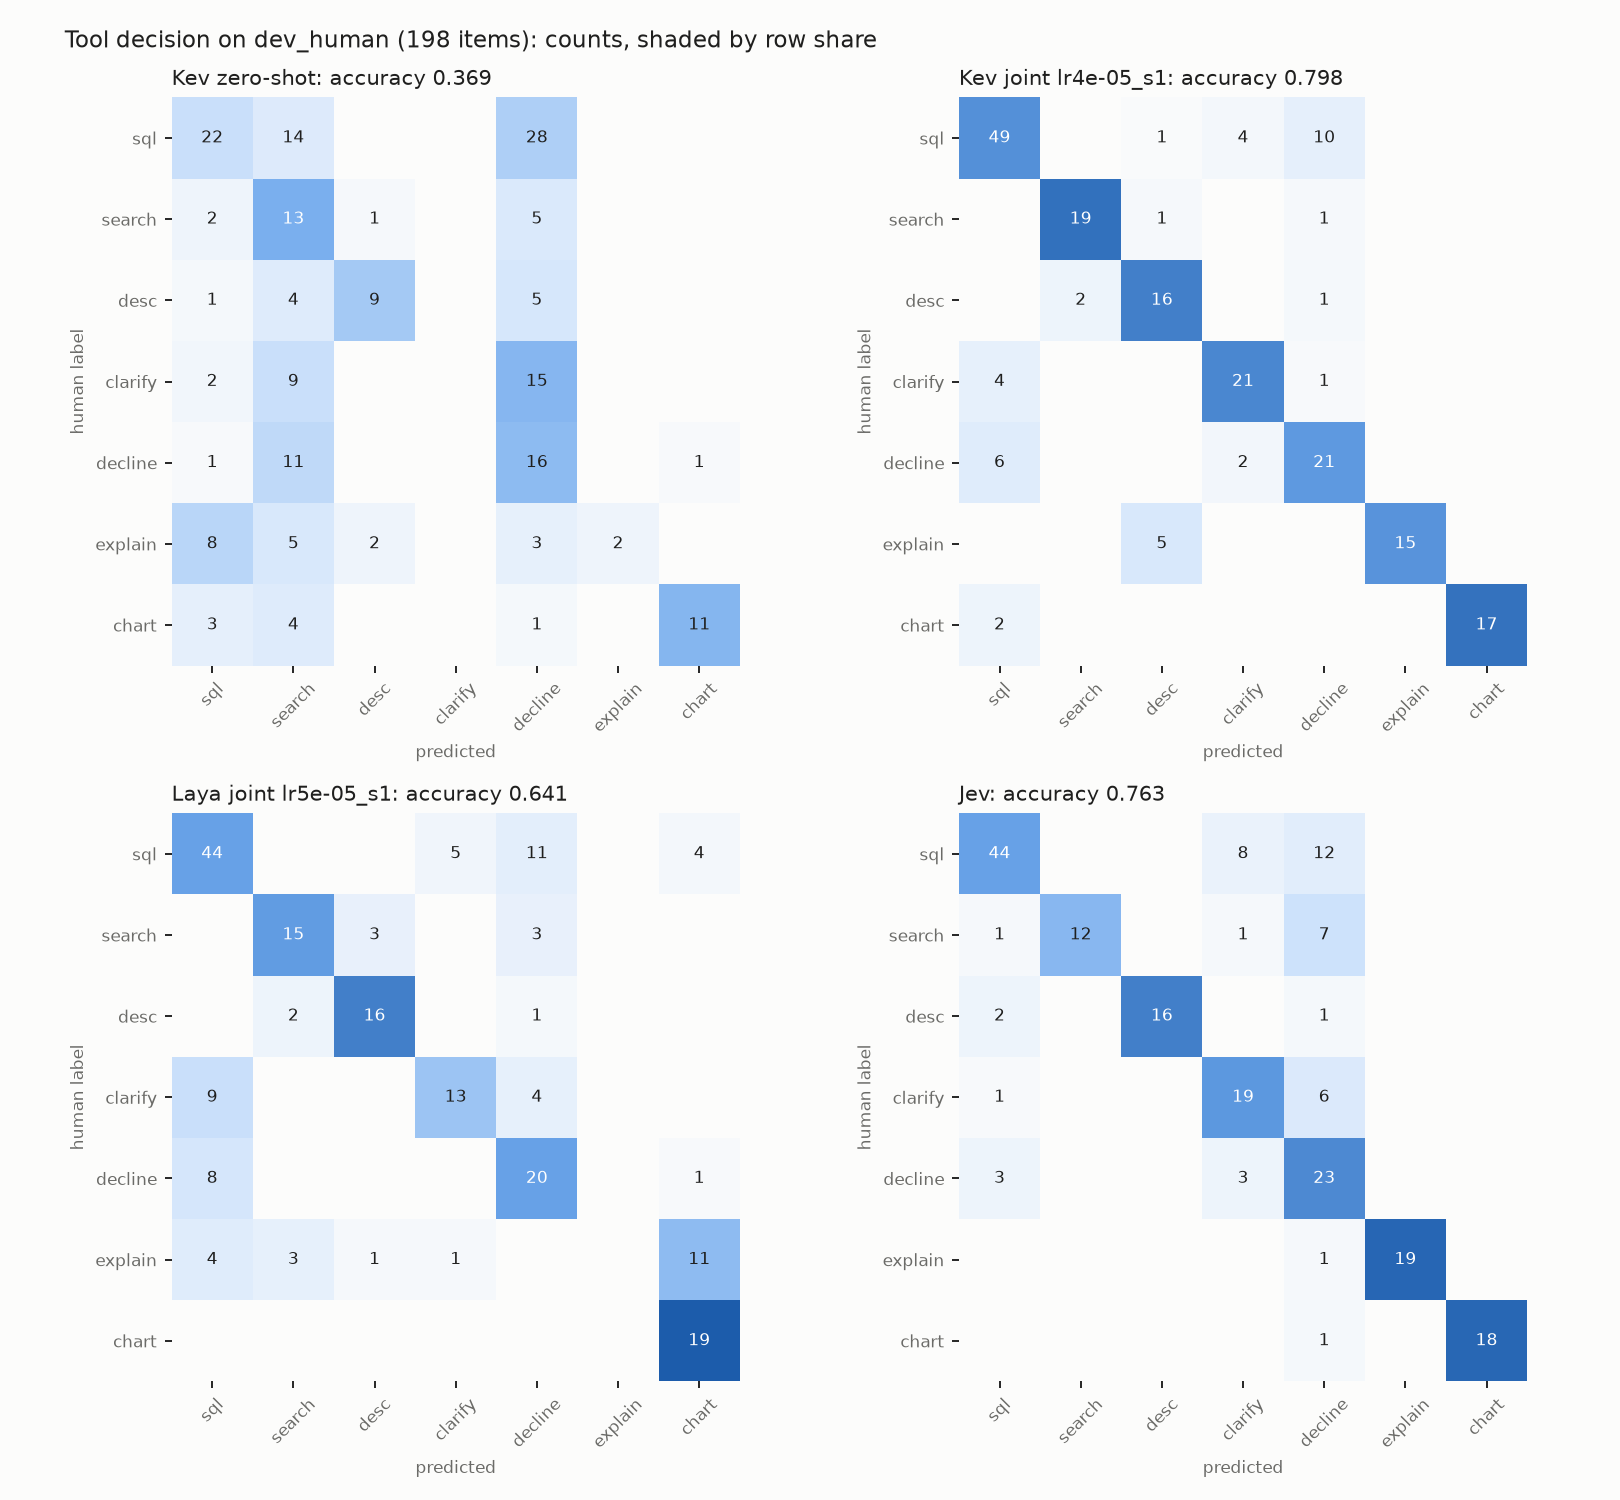 Tool decision on dev_human (198 items): counts, shaded by row share
Kev zero-shot: accuracy 0.369
sql 22 14 28
search 2 13 1 5
desc 1 4 9 5
clarify 2 9 15
decline 1 11 16 1
explain 8 5 2 3 2
chart 3 4 1 11
human label
sql search desc clarify decline explain chart
predicted
Kev joint lr4e-05_s1: accuracy 0.798
sql 49 1 4 10
search 19 1 1
desc 2 16 1
clarify 4 21 1
decline 6 2 21
explain 5 15
chart 2 17
human label
sql search desc clarify decline explain chart
predicted
Laya joint lr5e-05_s1: accuracy 0.641
sql 44 5 11 4
search 15 3 3
desc 2 16 1
clarify 9 13 4
decline 8 20 1
explain 4 3 1 1 11
chart 19
human label
sql search desc clarify decline explain chart
predicted
Jev: accuracy 0.763
sql 44 8 12
search 1 12 1 7
desc 2 16 1
clarify 1 19 6
decline 3 3 23
explain 1 19
chart 1 18
human label
sql search desc clarify decline explain chart
predicted